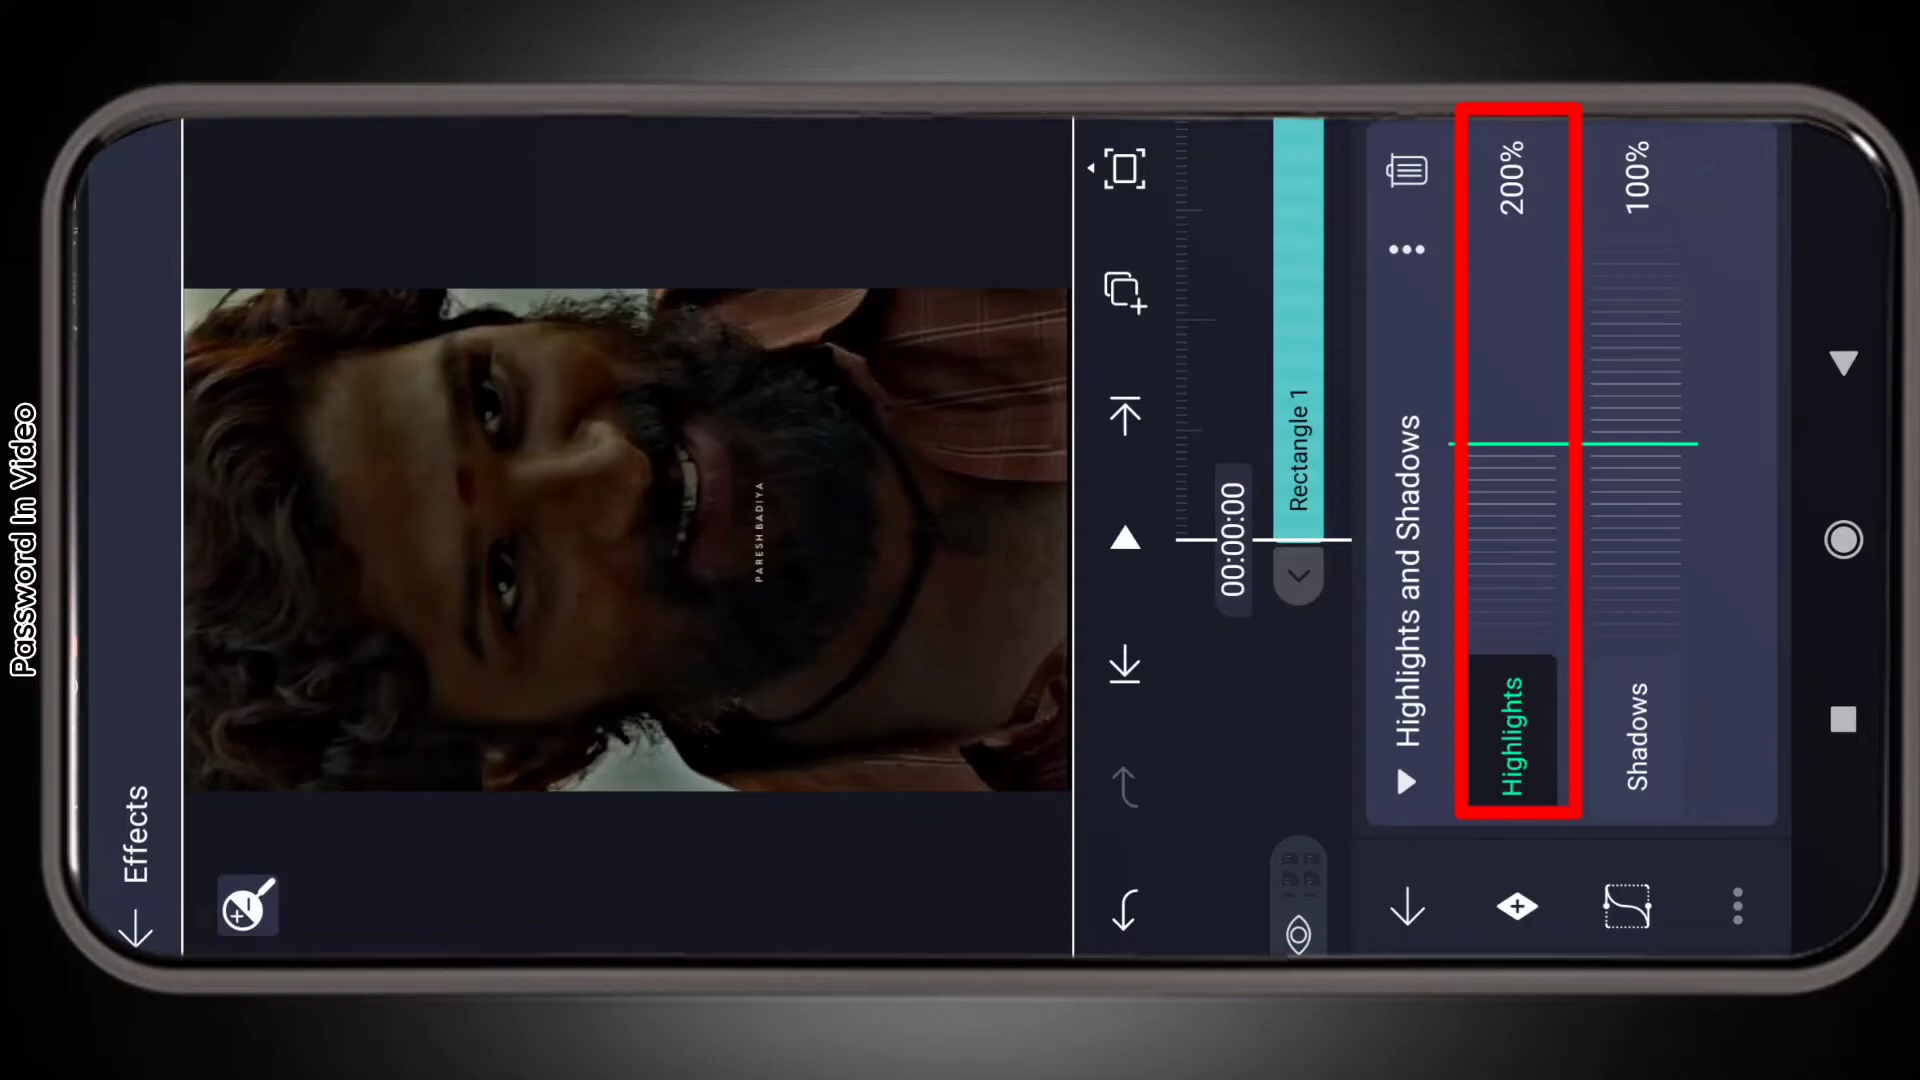 Password In Video
Effects
PARESH BADIYA
00:00:00
Rectangle 1
Highlights and Shadows
Highlights 200%
Shadows 100%